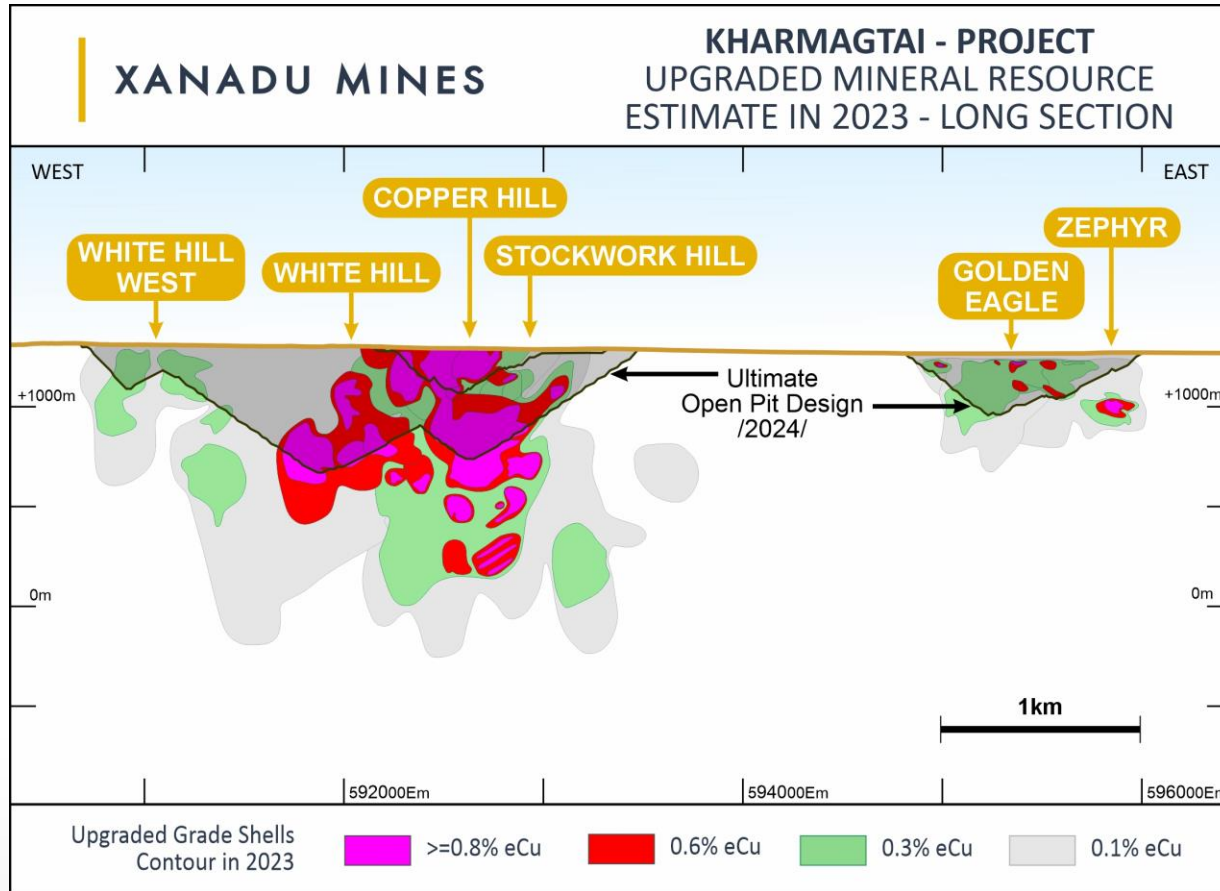 XANADU MINES
KHARMAGTAI - PROJECT
UPGRADED MINERAL RESOURCE
ESTIMATE IN 2023 - LONG SECTION
WEST
EAST
COPPER HILL
ZEPHYR
WHITE HILL
WEST
WHITE HILL
STOCKWORK HILL
GOLDEN
EAGLE
+1000m
Ultimate
Open Pit Design
/2024/
+1000m
0m
0m
1km
592000Em
594000Em
596000Em
Upgraded Grade Shells
Contour in 2023
>=0.8% eCu
0.6% eCu
0.3% eCu
0.1% eCu